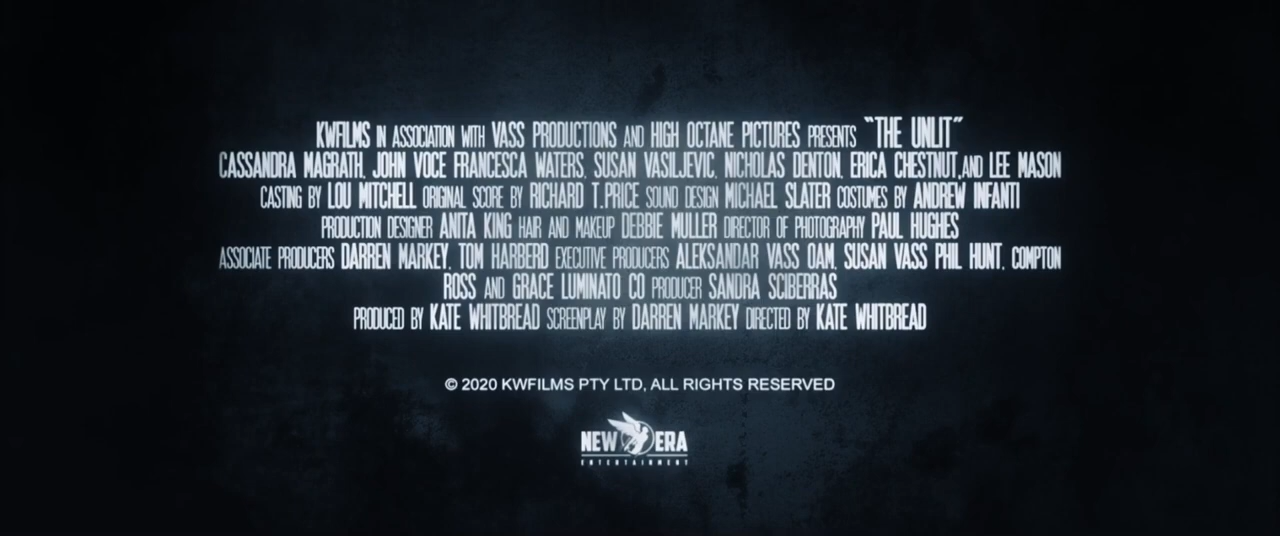 KWFILMS IN ASSOCIATION WITH VASS PRODUCTIONS AND HIGH OCTANE PICTURES PRESENTS "THE UNLIT"
CASSANDRA MAGRATH, JOHN VOCE FRANCESCA WATERS, SUSAN VASILJEVIC, NICHOLAS DENTON, ERICA CHESTNUT,AND LEE MASON
CASTING BY LOU MITCHELL ORIGINAL SCORE BY RICHARD T.PRICE SOUND DESIGN MICHAEL SLATER COSTUMES BY ANDREW INFANTI
PRODUCTION DESIGNER ANITA KING HAIR AND MAKEUP DEBBIE MULLER DIRECTOR OF PHOTOGRAPHY PAUL HUGHES
ASSOCIATE PRODUCERS DARREN MARKEY, TOM HARBERD EXECUTIVE PRODUCERS ALEKSANDAR VASS OAM, SUSAN VASS PHIL HUNT, COMPTON
ROSS AND GRACE LUMINATO CO PRODUCER SANDRA SCIBERRAS
PRODUCED BY KATE WHITBREAD SCREENPLAY BY DARREN MARKEY DIRECTED BY KATE WHITBREAD
© 2020 KWFILMS PTY LTD, ALL RIGHTS RESERVED
NEW ERA
ENTERTAINMENT